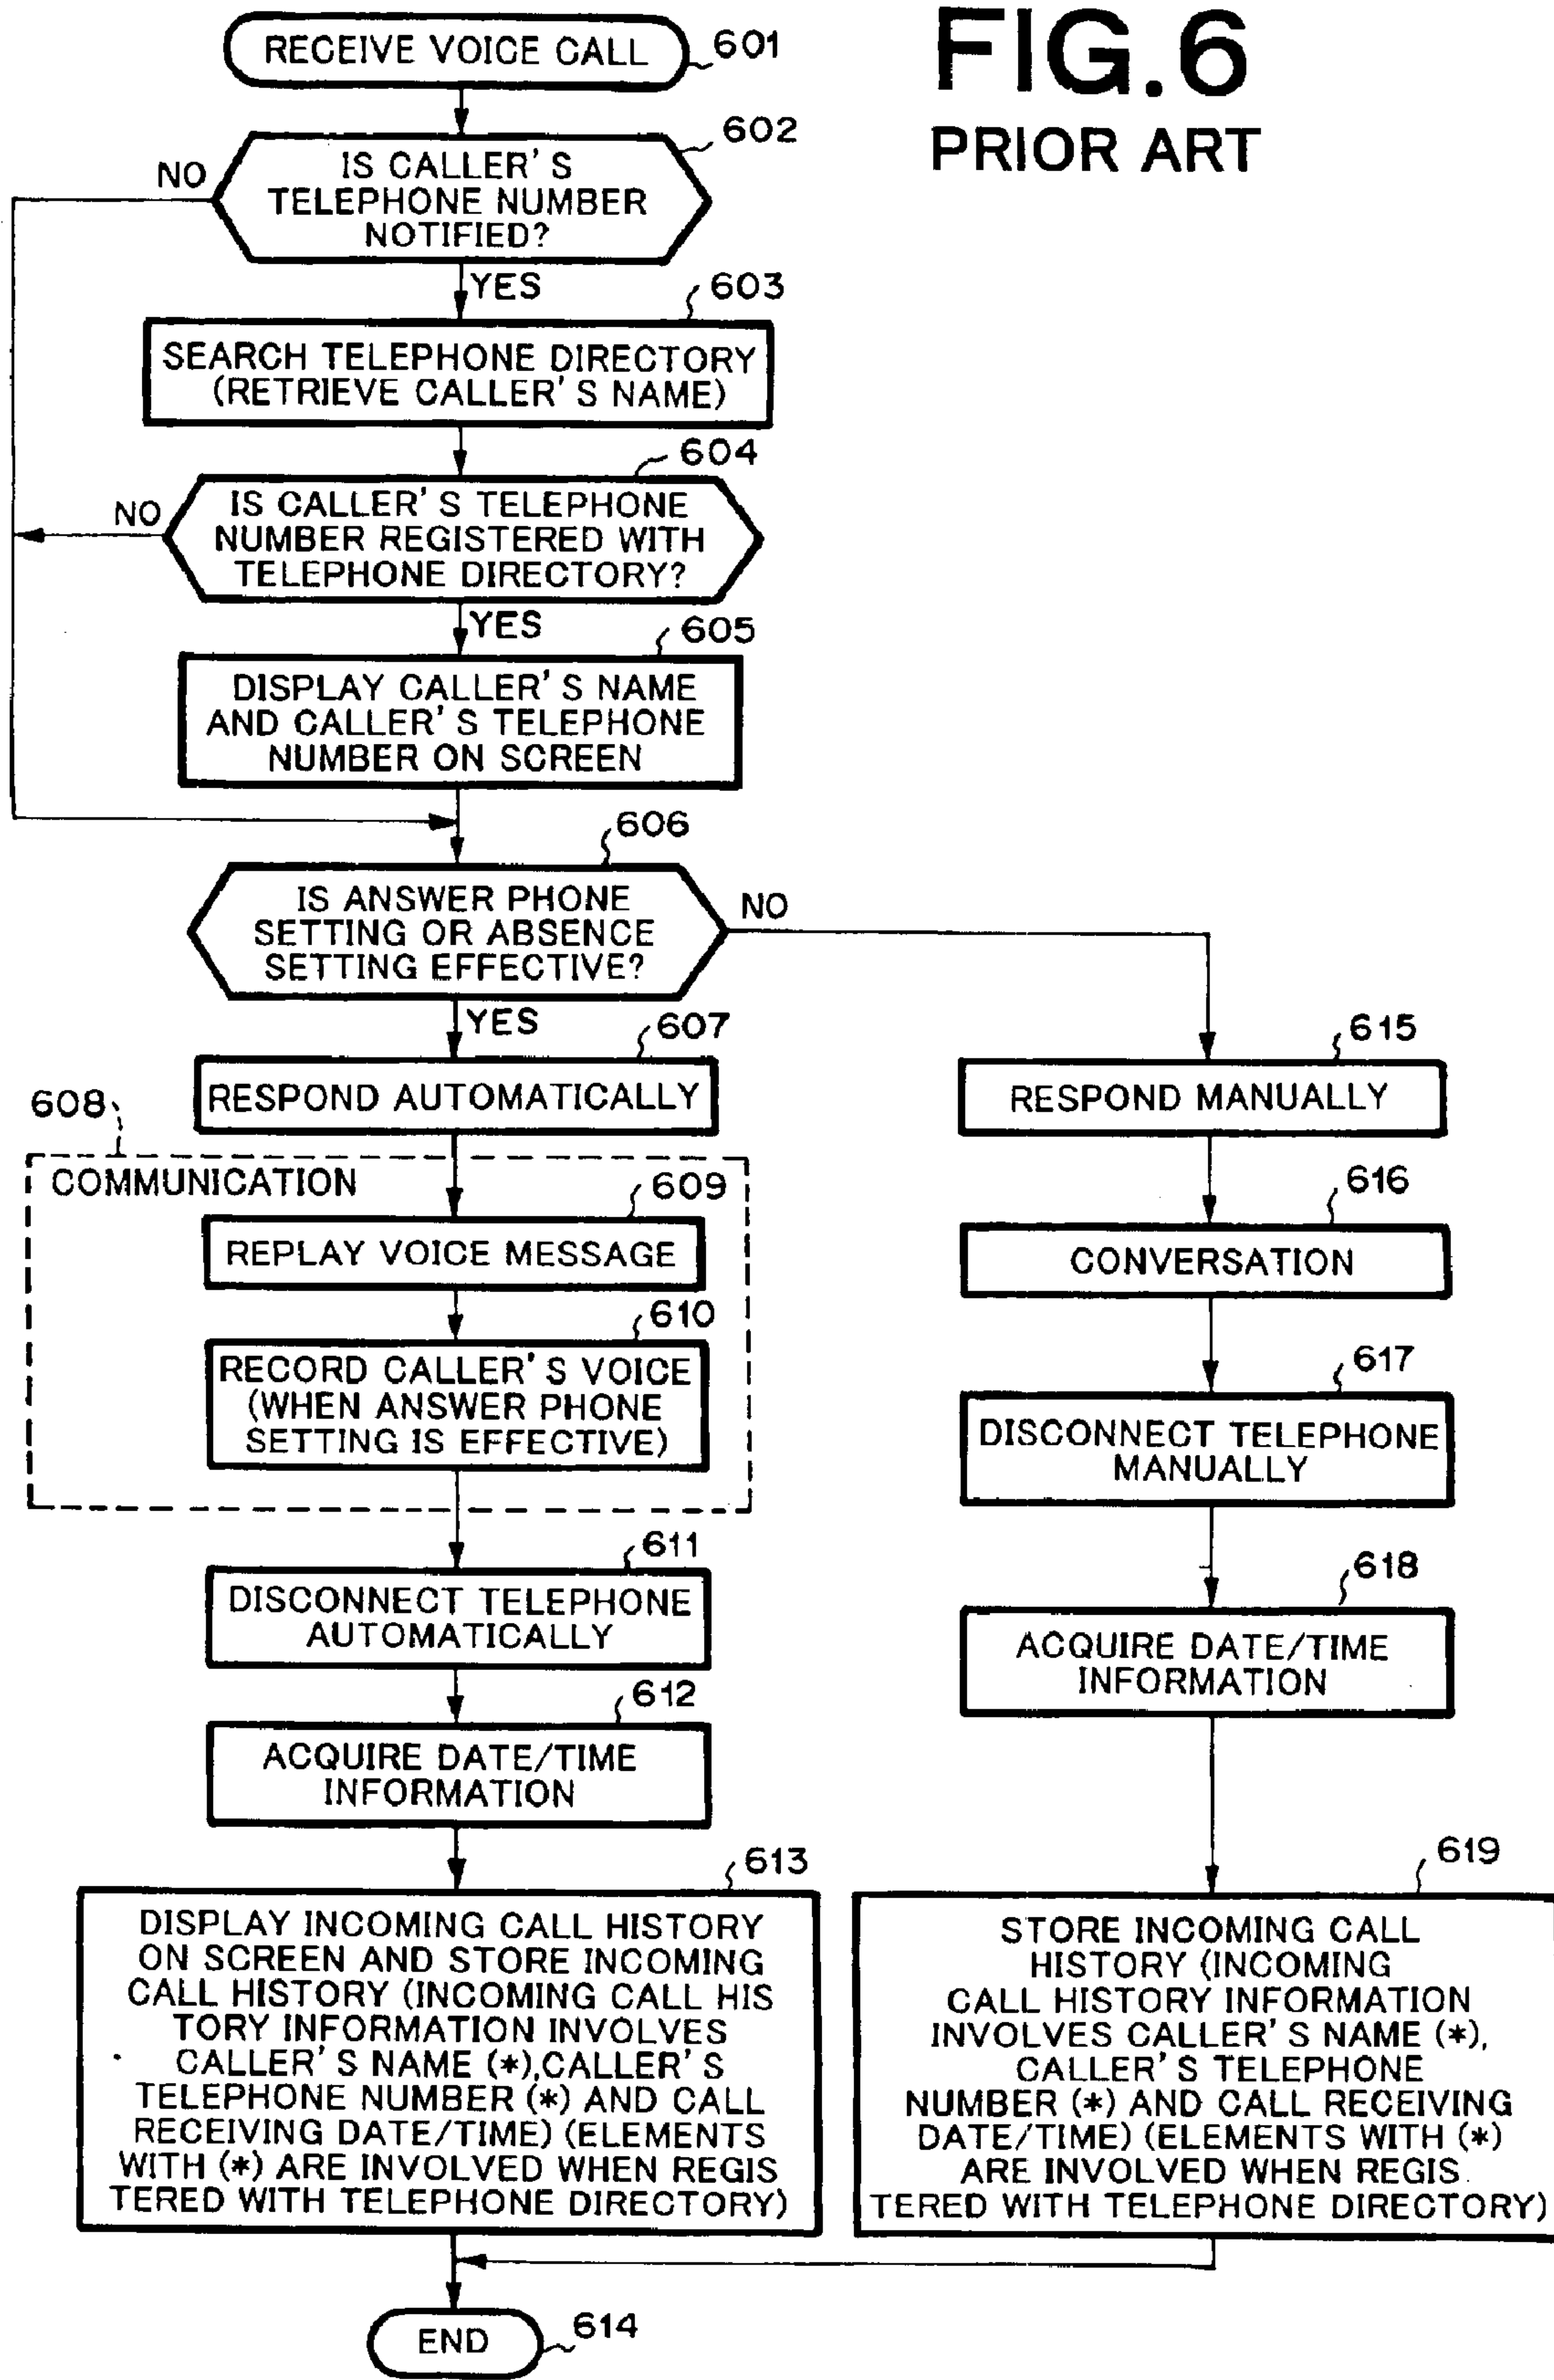 FIG.6
PRIOR ART
RECEIVE VOICE CALL
601
602
IS CALLER'S
TELEPHONE NUMBER
NOTIFIED?
NO
YES
603
SEARCH TELEPHONE DIRECTORY
(RETRIEVE CALLER'S NAME)
604
IS CALLER'S TELEPHONE
NUMBER REGISTERED WITH
TELEPHONE DIRECTORY?
NO
YES
605
DISPLAY CALLER'S NAME
AND CALLER'S TELEPHONE
NUMBER ON SCREEN
606
IS ANSWER PHONE
SETTING OR ABSENCE
SETTING EFFECTIVE?
NO
YES
607
RESPOND AUTOMATICALLY
608
COMMUNICATION
609
REPLAY VOICE MESSAGE
610
RECORD CALLER'S VOICE
(WHEN ANSWER PHONE
SETTING IS EFFECTIVE)
611
DISCONNECT TELEPHONE
AUTOMATICALLY
612
ACQUIRE DATE/TIME
INFORMATION
613
DISPLAY INCOMING CALL HISTORY
ON SCREEN AND STORE INCOMING
CALL HISTORY (INCOMING CALL HIS
TORY INFORMATION INVOLVES
CALLER'S NAME (*),CALLER'S
TELEPHONE NUMBER (*) AND CALL
RECEIVING DATE/TIME) (ELEMENTS
WITH (*) ARE INVOLVED WHEN REGIS
TERED WITH TELEPHONE DIRECTORY)
615
RESPOND MANUALLY
616
CONVERSATION
617
DISCONNECT TELEPHONE
MANUALLY
618
ACQUIRE DATE/TIME
INFORMATION
619
STORE INCOMING CALL
HISTORY (INCOMING
CALL HISTORY INFORMATION
INVOLVES CALLER'S NAME (*),
CALLER'S TELEPHONE
NUMBER (*) AND CALL RECEIVING
DATE/TIME) (ELEMENTS WITH (*)
ARE INVOLVED WHEN REGIS
TERED WITH TELEPHONE DIRECTORY)
END
614